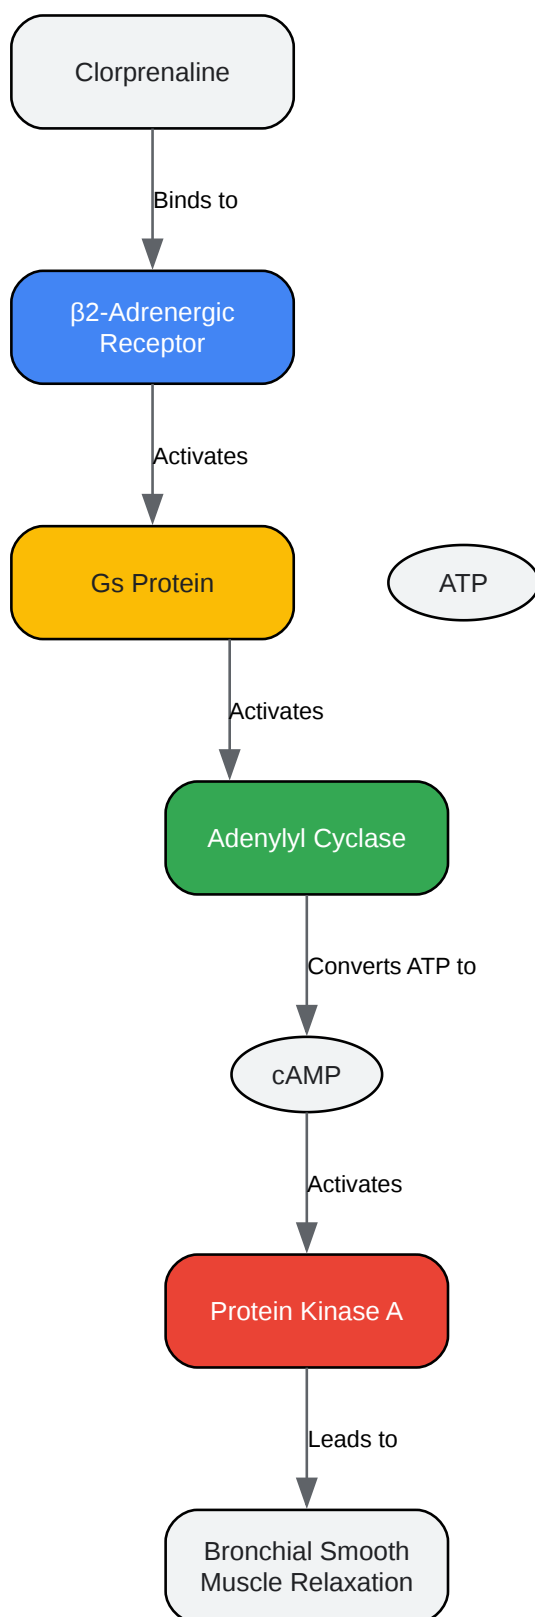 Clorprenaline
Binds to
β2-Adrenergic
Receptor
Activates
Gs Protein
ATP
Activates
Adenylyl Cyclase
Converts ATP to
cAMP
Activates
Protein Kinase A
Leads to
Bronchial Smooth
Muscle Relaxation